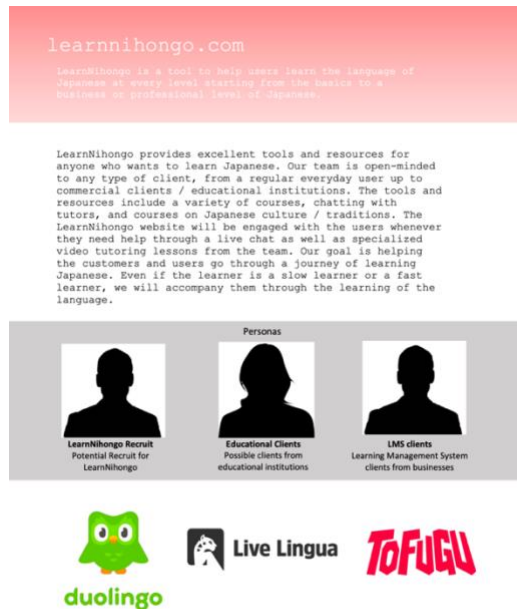 learnnihongo.com
LearnNihongo is a tool to help users learn the language of
Japanese at every level starting from the basics to a
business or professional level of Japanese.
LearnNihongo provides excellent tools and resources for
anyone who wants to learn Japanese. Our team is open-minded
to any type of client, from a regular everyday user up to
commercial clients / educational institutions. The tools and
resources include a variety of courses, chatting with
tutors, and courses on Japanese culture / traditions. The
LearnNihongo website will be engaged with the users whenever
they need help through a live chat as well as specialized
video tutoring lessons from the team. Our goal is helping
the customers and users go through a journey of learning
Japanese. Even if the learner is a slow learner or a fast
learner, we will accompany them through the learning of the
language.
Personas
LearnNihongo Recruit
Potential Recruit for
LearnNihongo
Educational Clients
Possible clients from
educational institutions
LMS clients
Learning Management System
clients from businesses
duolingo
Live Lingua
TOFUGU